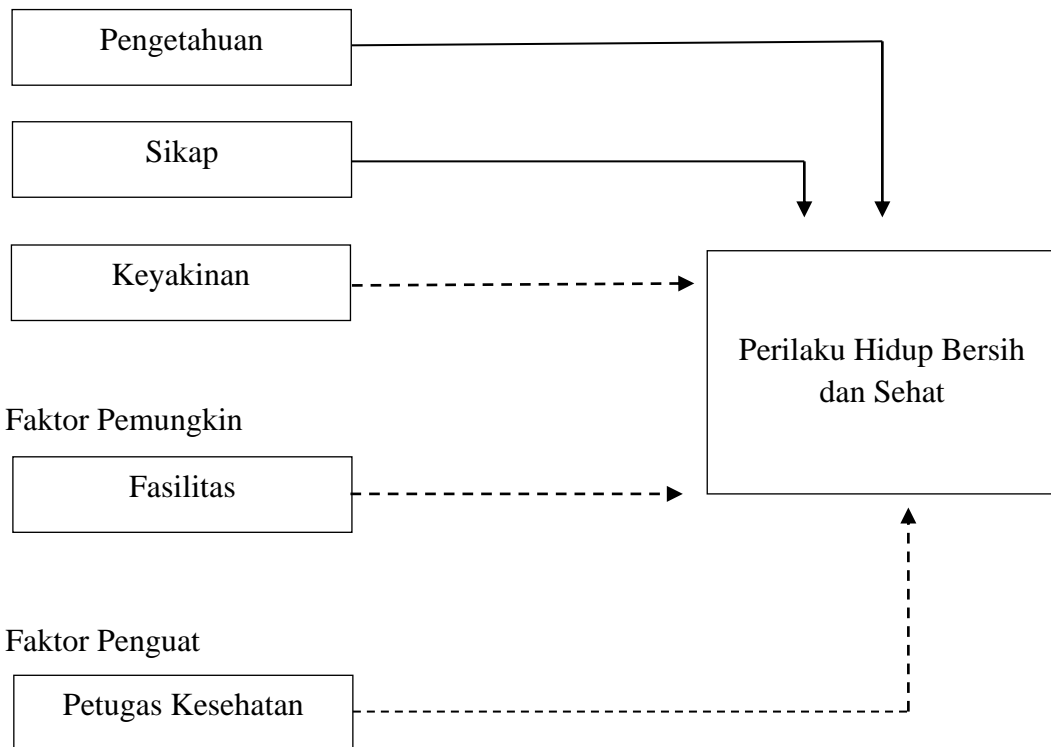 Pengetahuan
Sikap
Keyakinan
Perilaku Hidup Bersih
dan Sehat
Faktor Pemungkin
Fasilitas
Faktor Penguat
Petugas Kesehatan